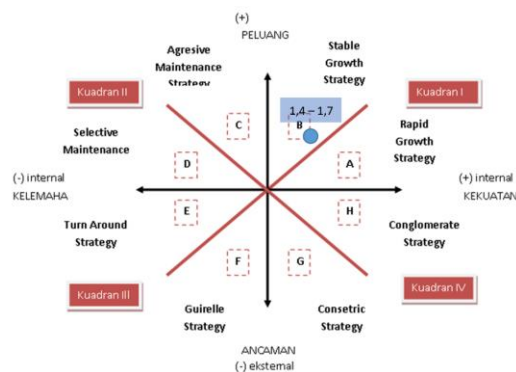 (+)
PELUANG
Agresive
Maintenance
Strategy
Stable
Growth
Strategy
Kuadran II
Kuadran I
1,4 – 1,7
C
B
Selective
Maintenance
Rapid
Growth
Strategy
D
A
(-) internal
KELEMAHA
(+) internal
KEKUATAN
E
H
Turn Around
Strategy
Conglomerate
Strategy
F
G
Kuadran III
Kuadran IV
Guirelle
Strategy
Consetric
Strategy
ANCAMAN
(-) eksternal